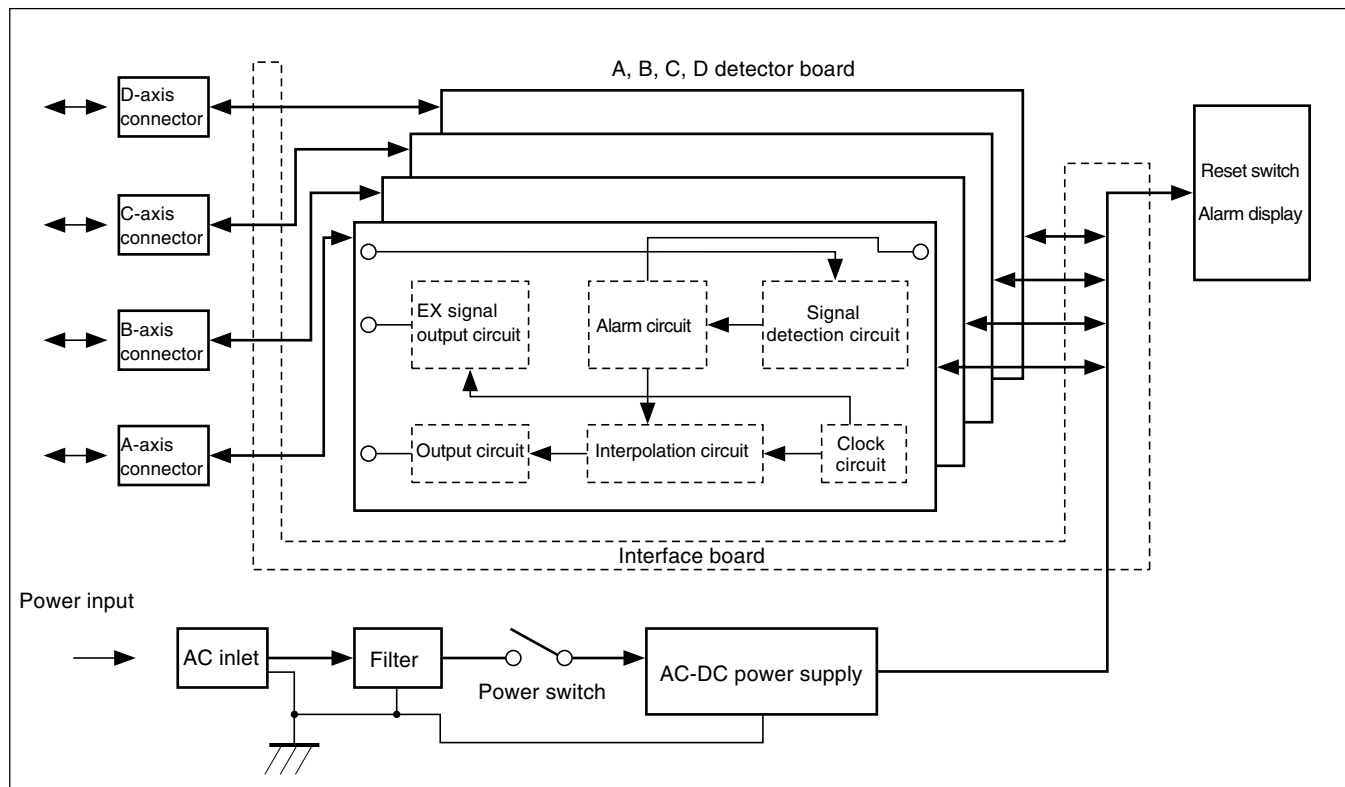 A, B, C, D detector board
D-axis
connector
C-axis
connector
B-axis
connector
A-axis
connector
Reset switch
Alarm display
EX signal
output circuit
Alarm circuit
Signal
detection circuit
Output circuit
Interpolation circuit
Clock
circuit
Interface board
Power input
AC inlet
Filter
Power switch
AC-DC power supply